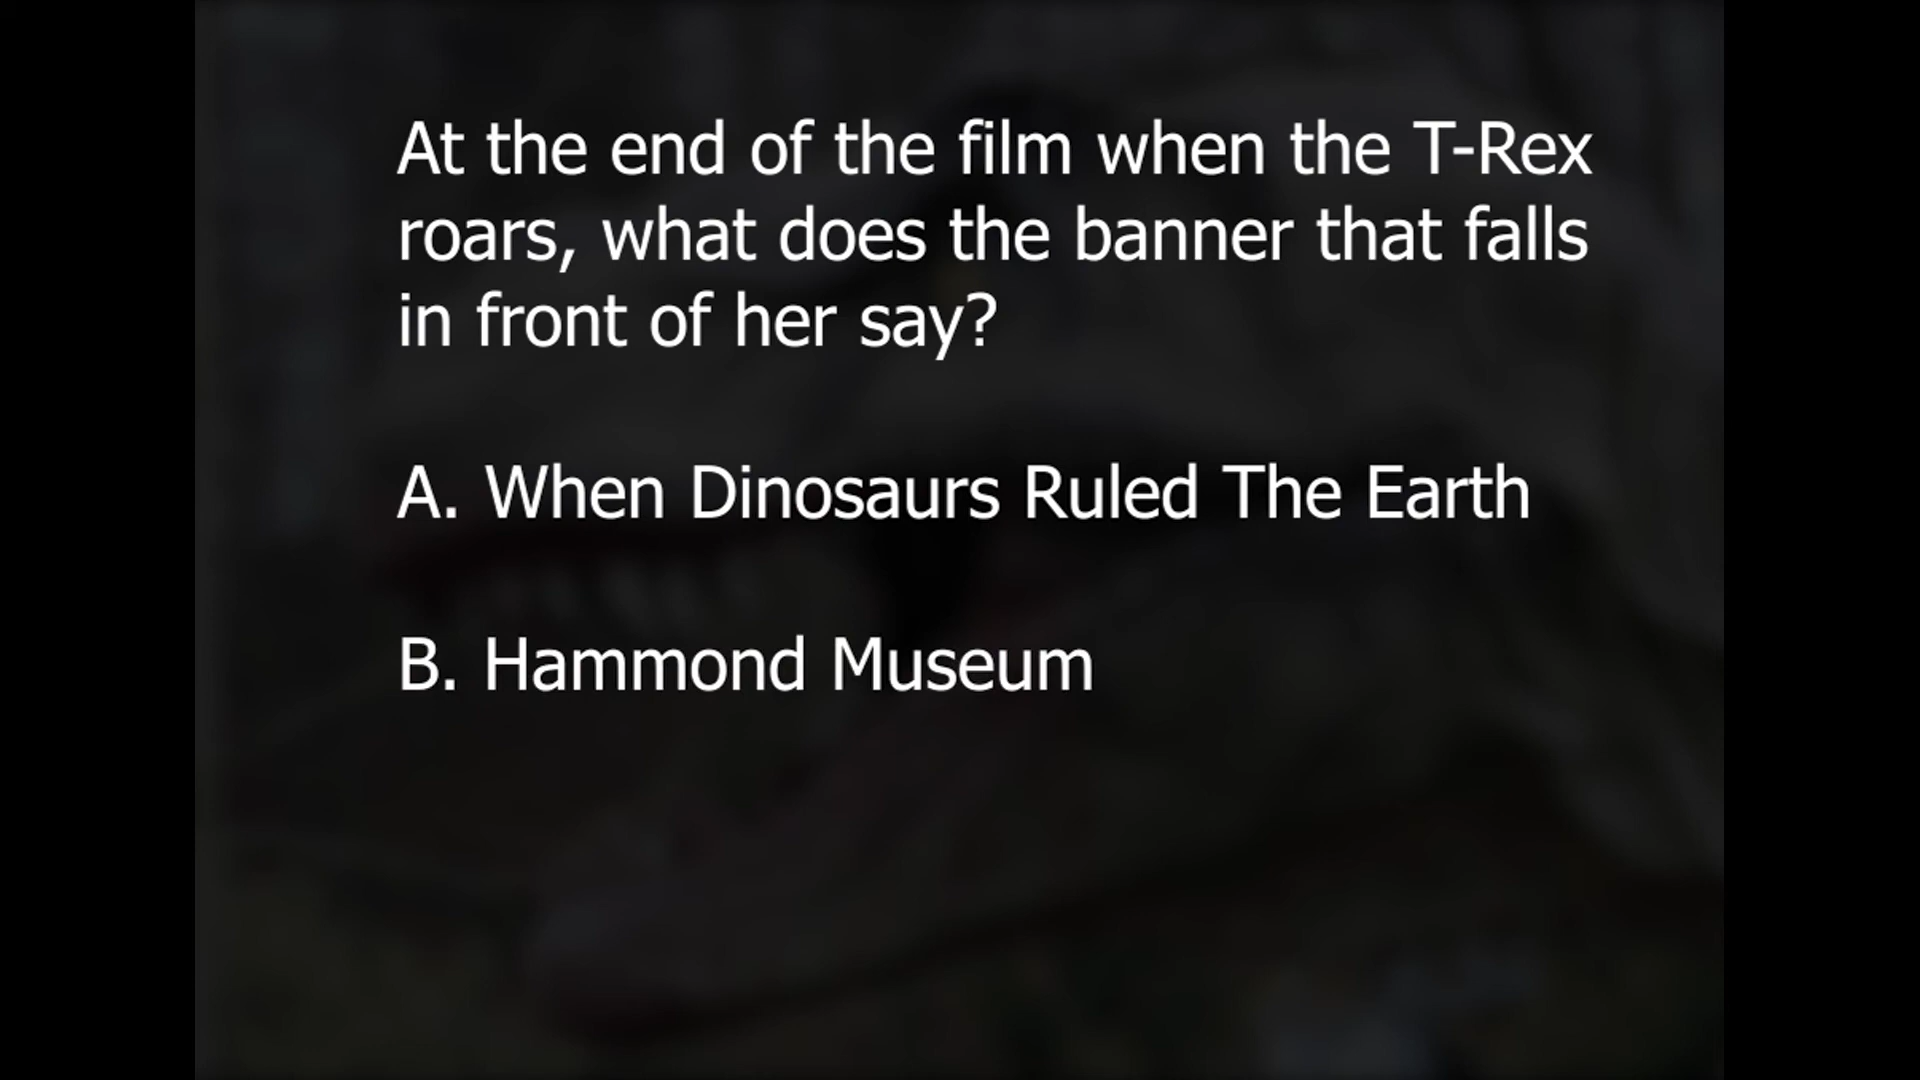 At the end of the film when the T-Rex
roars, what does the banner that falls
in front of her say?
A. When Dinosaurs Ruled The Earth
B. Hammond Museum